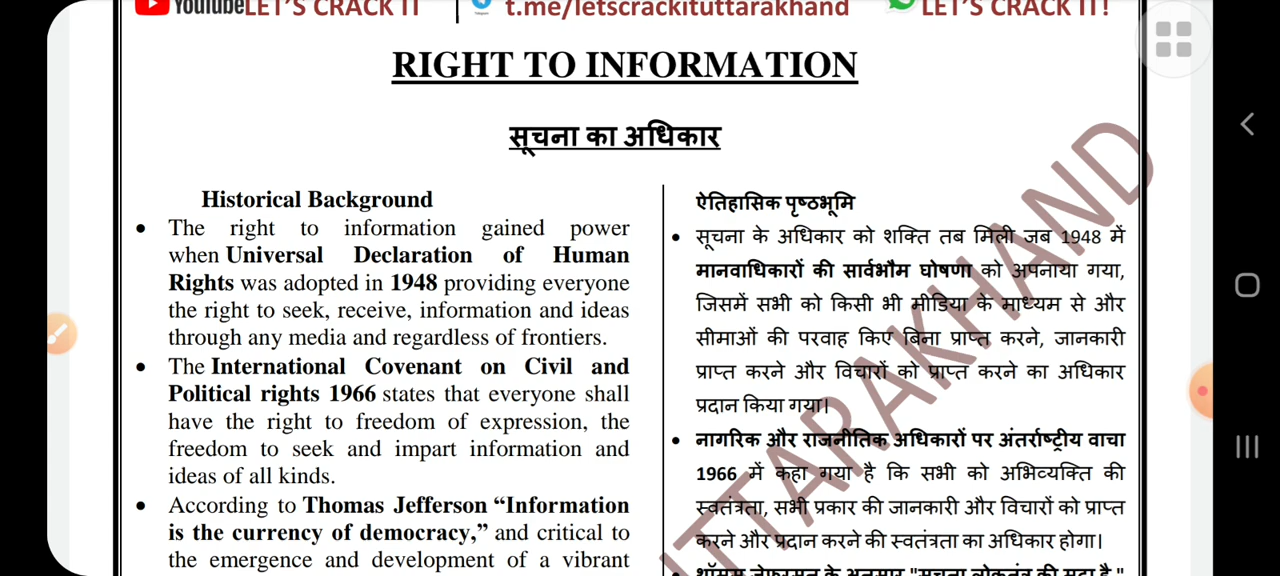 YouTube LET'S CRACK IT
t.me/letscrackituttarakhand
LET'S CRACK IT!
RIGHT TO INFORMATION
सूचना का अधिकार
Historical Background
• The right to information gained power
when Universal Declaration of Human
Rights was adopted in 1948 providing everyone
the right to seek, receive, information and ideas
through any media and regardless of frontiers.
• The International Covenant on Civil and
Political rights 1966 states that everyone shall
have the right to freedom of expression, the
freedom to seek and impart information and
ideas of all kinds.
• According to Thomas Jefferson “Information
is the currency of democracy,” and critical to
the emergence and development of a vibrant
ऐतिहासिक पृष्ठभूमि
• सूचना के अधिकार को शक्ति तब मिली जब 1948 में
मानवाधिकारों की सार्वभौम घोषणा को अपनाया गया,
जिसमें सभी को किसी भी मीडिया के माध्यम से और
सीमाओं की परवाह किए बिना प्राप्त करने, जानकारी
प्राप्त करने और विचारों को प्राप्त करने का अधिकार
प्रदान किया गया।
• नागरिक और राजनीतिक अधिकारों पर अंतर्राष्ट्रीय वाचा
1966 में कहा गया है कि सभी को अभिव्यक्ति की
स्वतंत्रता, सभी प्रकार की जानकारी और विचारों को प्राप्त
करने और प्रदान करने की स्वतंत्रता का अधिकार होगा।
• थॉमस जेफरसन के अनुसार "सूचना लोकतंत्र की मुद्रा है,"
UTTARAKHAND